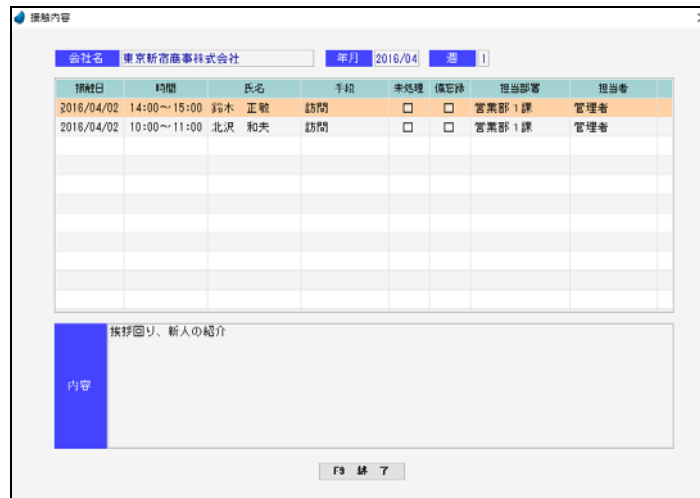 接触内容
会社名 東京新宿商事株式会社 年月 2016/04 週 1
接触日 時間 氏名 手段 未処理 備忘録 担当部署 担当者
2016/04/02 14:00～15:00 鈴木 正敏 訪問 営業部1課 管理者
2016/04/02 10:00～11:00 北沢 和夫 訪問 営業部1課 管理者
挨拶回り、新人の紹介
内容
F9 終 了